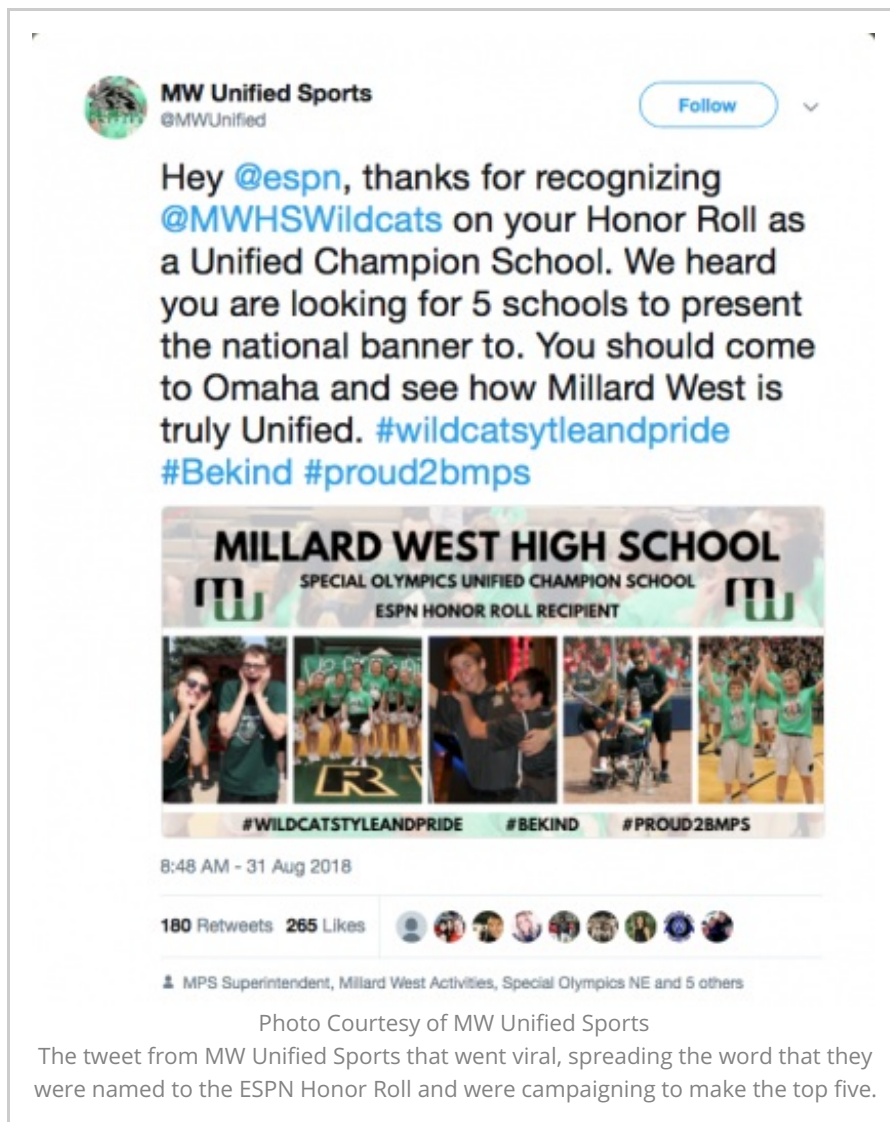 MW Unified Sports
@MWUnified
Follow
Hey @espn, thanks for recognizing
@MWHSWildcats on your Honor Roll as
a Unified Champion School. We heard
you are looking for 5 schools to present
the national banner to. You should come
to Omaha and see how Millard West is
truly Unified. #wildcatsytleandpride
#Bekind #proud2bmps
MILLARD WEST HIGH SCHOOL
SPECIAL OLYMPICS UNIFIED CHAMPION SCHOOL
ESPN HONOR ROLL RECIPIENT
MW
MW
R
#WILDCATSTYLEANDPRIDE #BEKIND #PROUD2BMPS
8:48 AM - 31 Aug 2018
180 Retweets 265 Likes
MPS Superintendent, Millard West Activities, Special Olympics NE and 5 others
Photo Courtesy of MW Unified Sports
The tweet from MW Unified Sports that went viral, spreading the word that they
were named to the ESPN Honor Roll and were campaigning to make the top five.